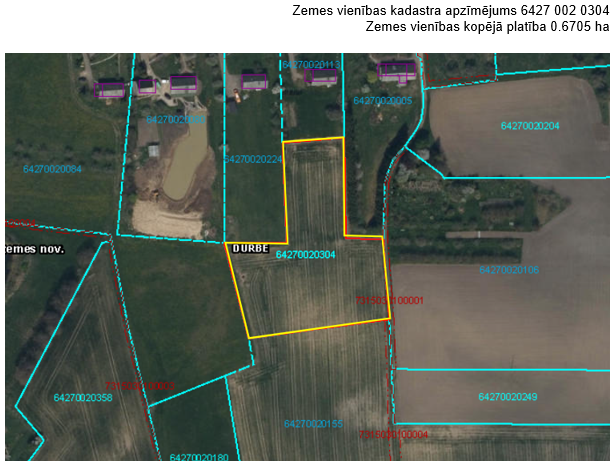 Zemes vienības kadastra apzīmējums 6427 002 0304
Zemes vienības kopējā platība 0.6705 ha
64270020113
64270020005
64270020204
64270020224
64270020084
zemes nov.
DURBE
64270020304
64270020106
64270020358
64270020249
64270020155
64270020180